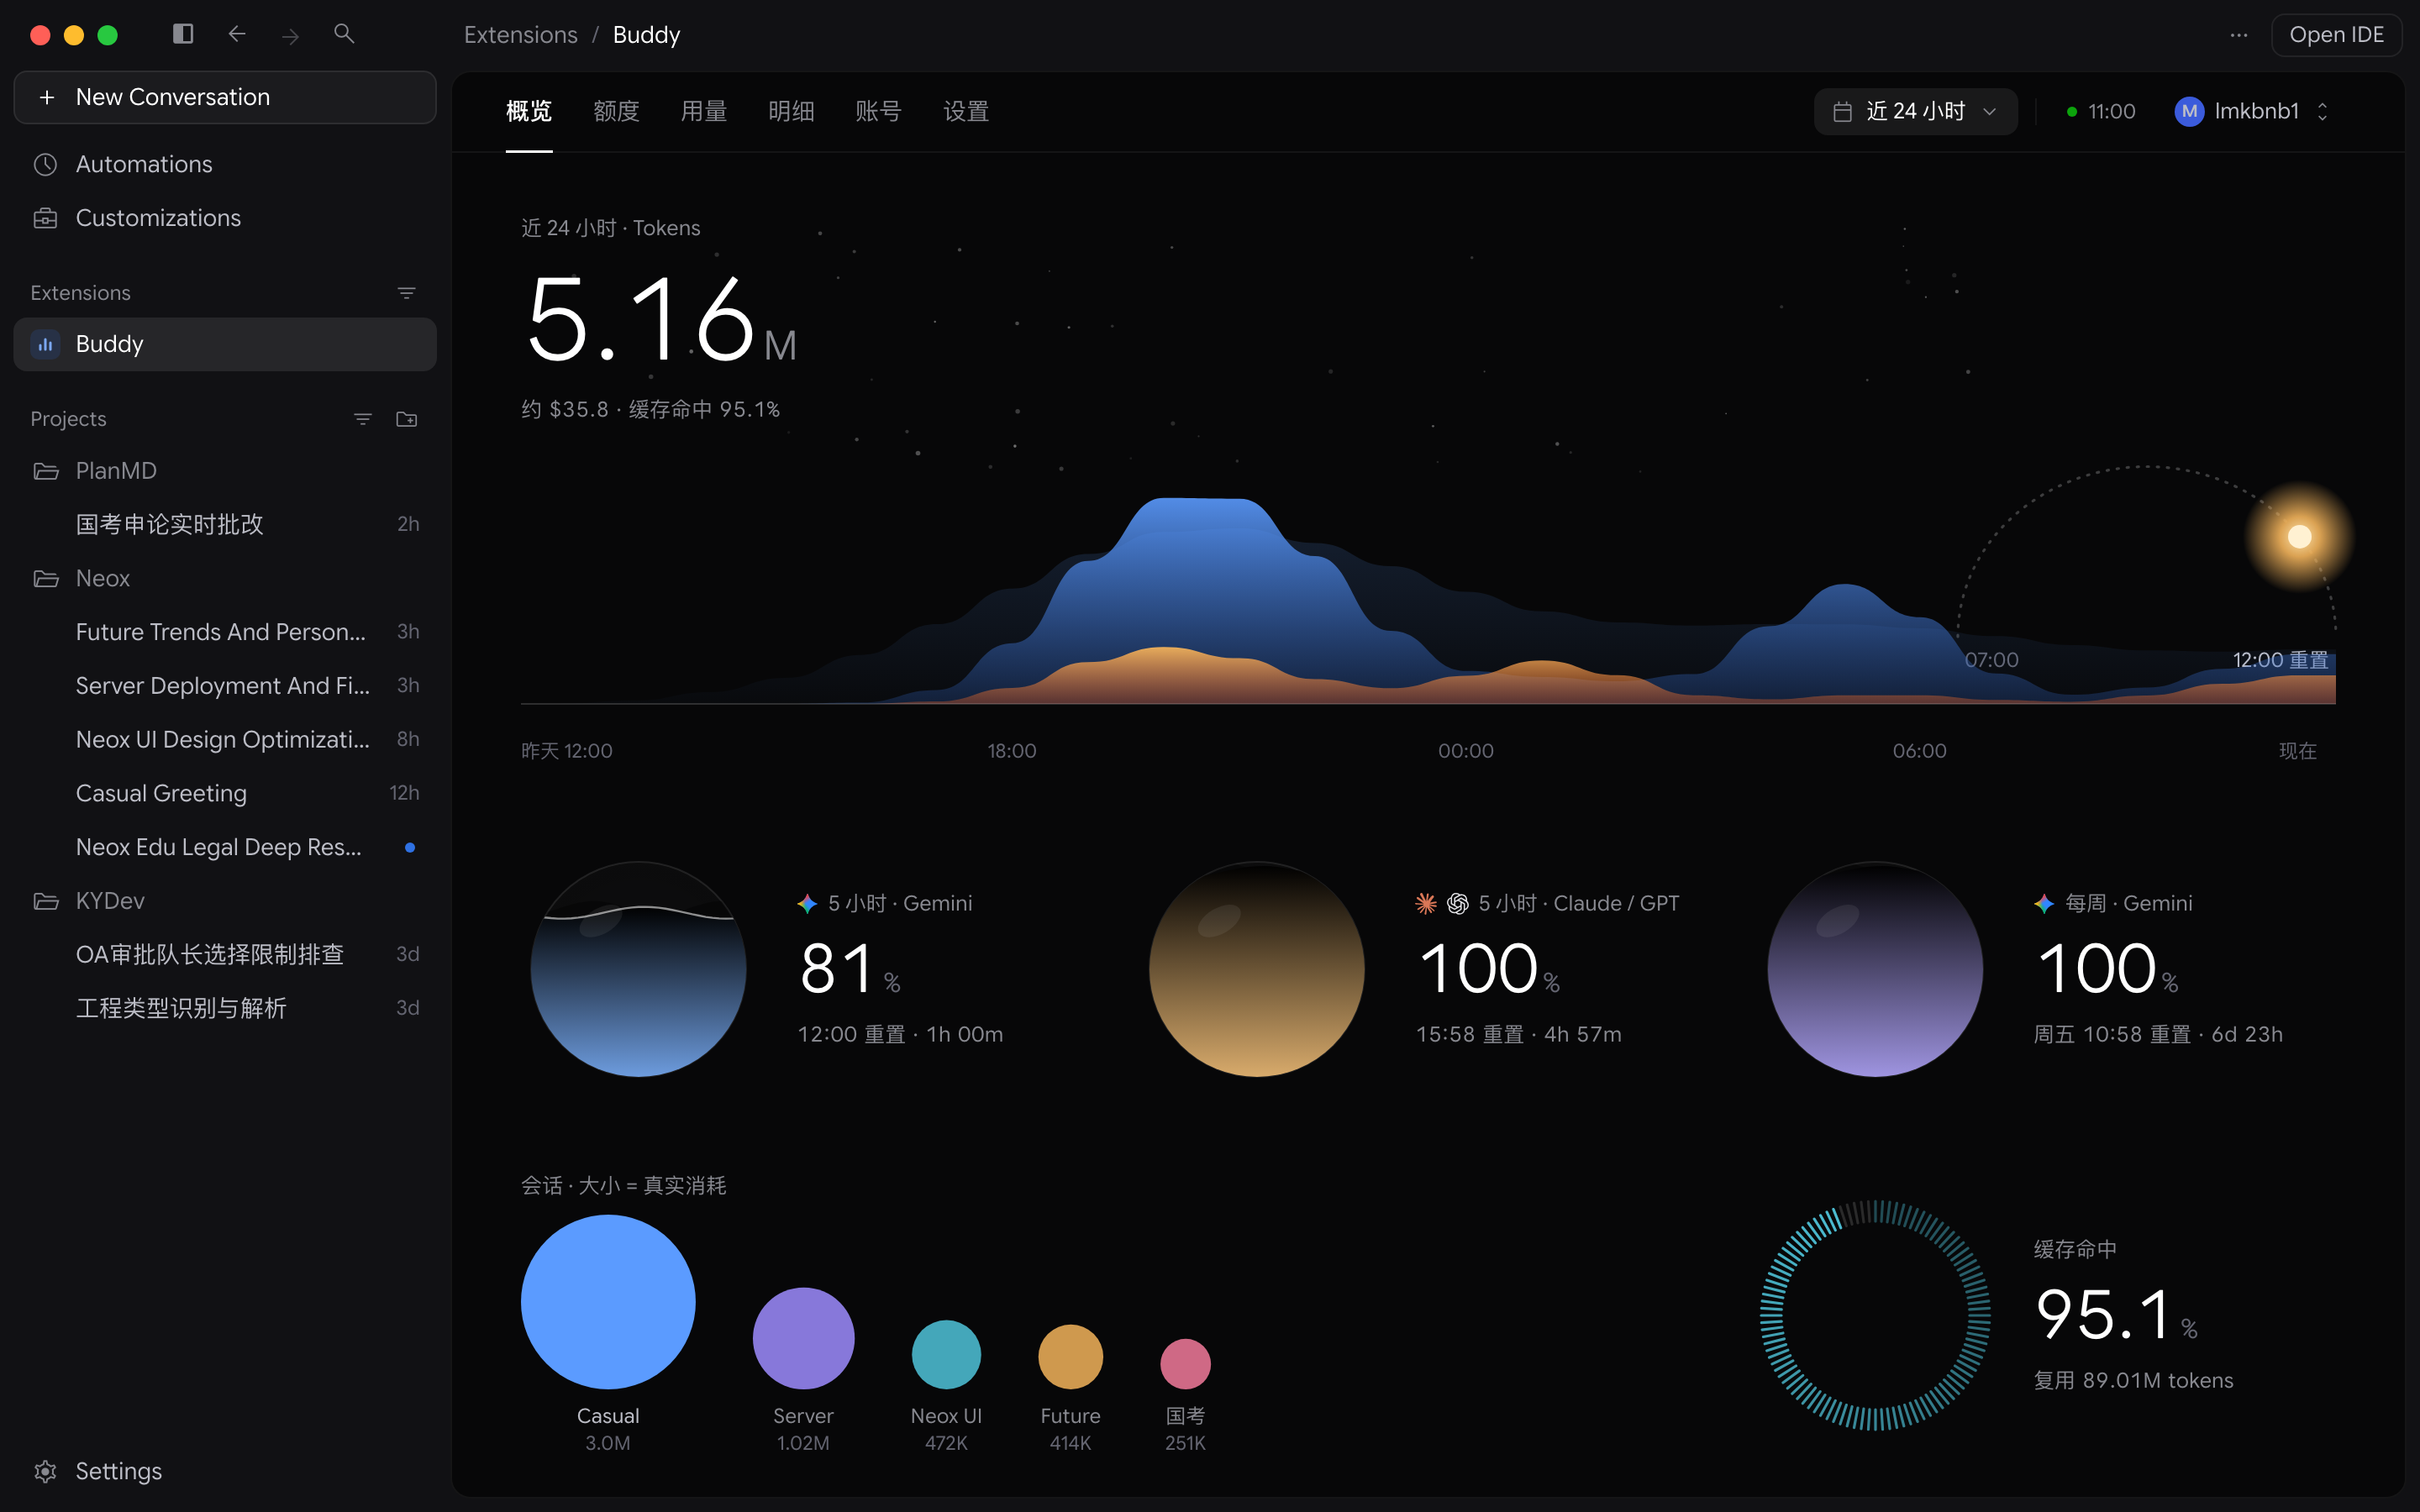 Extensions / Buddy
Open IDE
New Conversation
Automations
Customizations
Extensions
Buddy
Projects
PlanMD
国考申论实时批改 2h
Neox
Future Trends And Person... 3h
Server Deployment And Fi... 3h
Neox UI Design Optimizati... 8h
Casual Greeting 12h
Neox Edu Legal Deep Res...
KYDev
OA审批队长选择限制排查 3d
工程类型识别与解析 3d
Settings
概览 额度 用量 明细 账号 设置
近 24 小时
11:00
M lmkbnb1
近 24 小时 · Tokens
5.16 M
约 $35.8 · 缓存命中 95.1%
07:00 12:00 重置
昨天 12:00 18:00 00:00 06:00 现在
5 小时 · Gemini
81 %
12:00 重置 · 1h 00m
5 小时 · Claude / GPT
100 %
15:58 重置 · 4h 57m
每周 · Gemini
100 %
周五 10:58 重置 · 6d 23h
会话 · 大小 = 真实消耗
Casual
3.0M
Server
1.02M
Neox UI
472K
Future
414K
国考
251K
缓存命中
95.1 %
复用 89.01M tokens